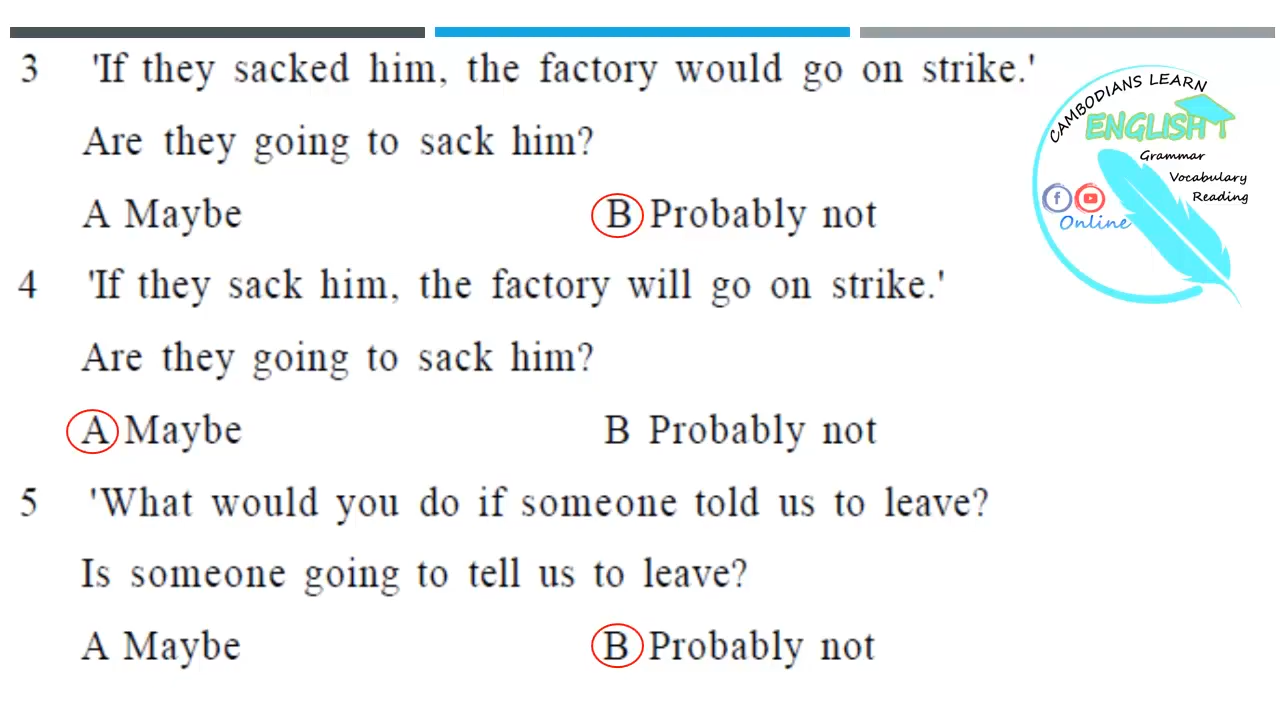 3 'If they sacked him, the factory would go on strike.'
Are they going to sack him?
A Maybe B Probably not
4 'If they sack him, the factory will go on strike.'
Are they going to sack him?
A Maybe B Probably not
5 'What would you do if someone told us to leave?
Is someone going to tell us to leave?
A Maybe B Probably not
CAMBODIANS LEARN
ENGLISH
Grammar
Vocabulary
Reading
f
Online